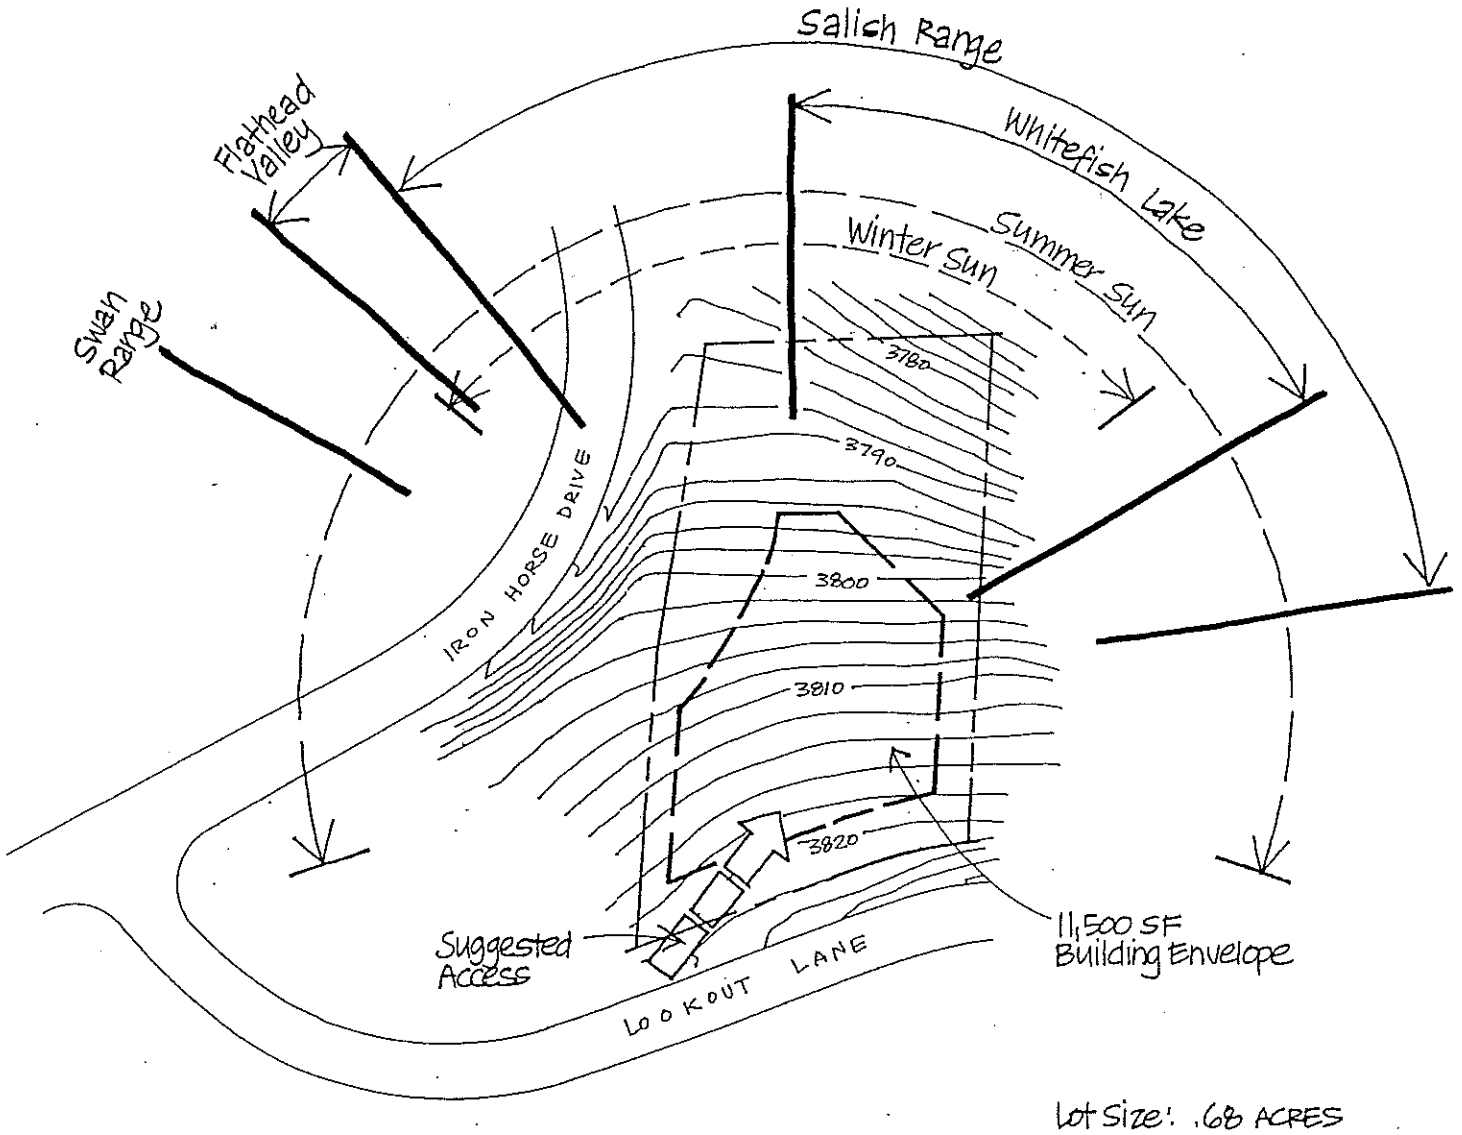 Salish Range
Flathead
Valley
Whitefish Lake
Summer Sun
Winter Sun
Swan
Range
3780
3790
IRON HORSE DRIVE
3800
3810
3820
Suggested
Access
11,500 SF
Building Envelope
LOOKOUT LANE
Lot Size: .68 ACRES